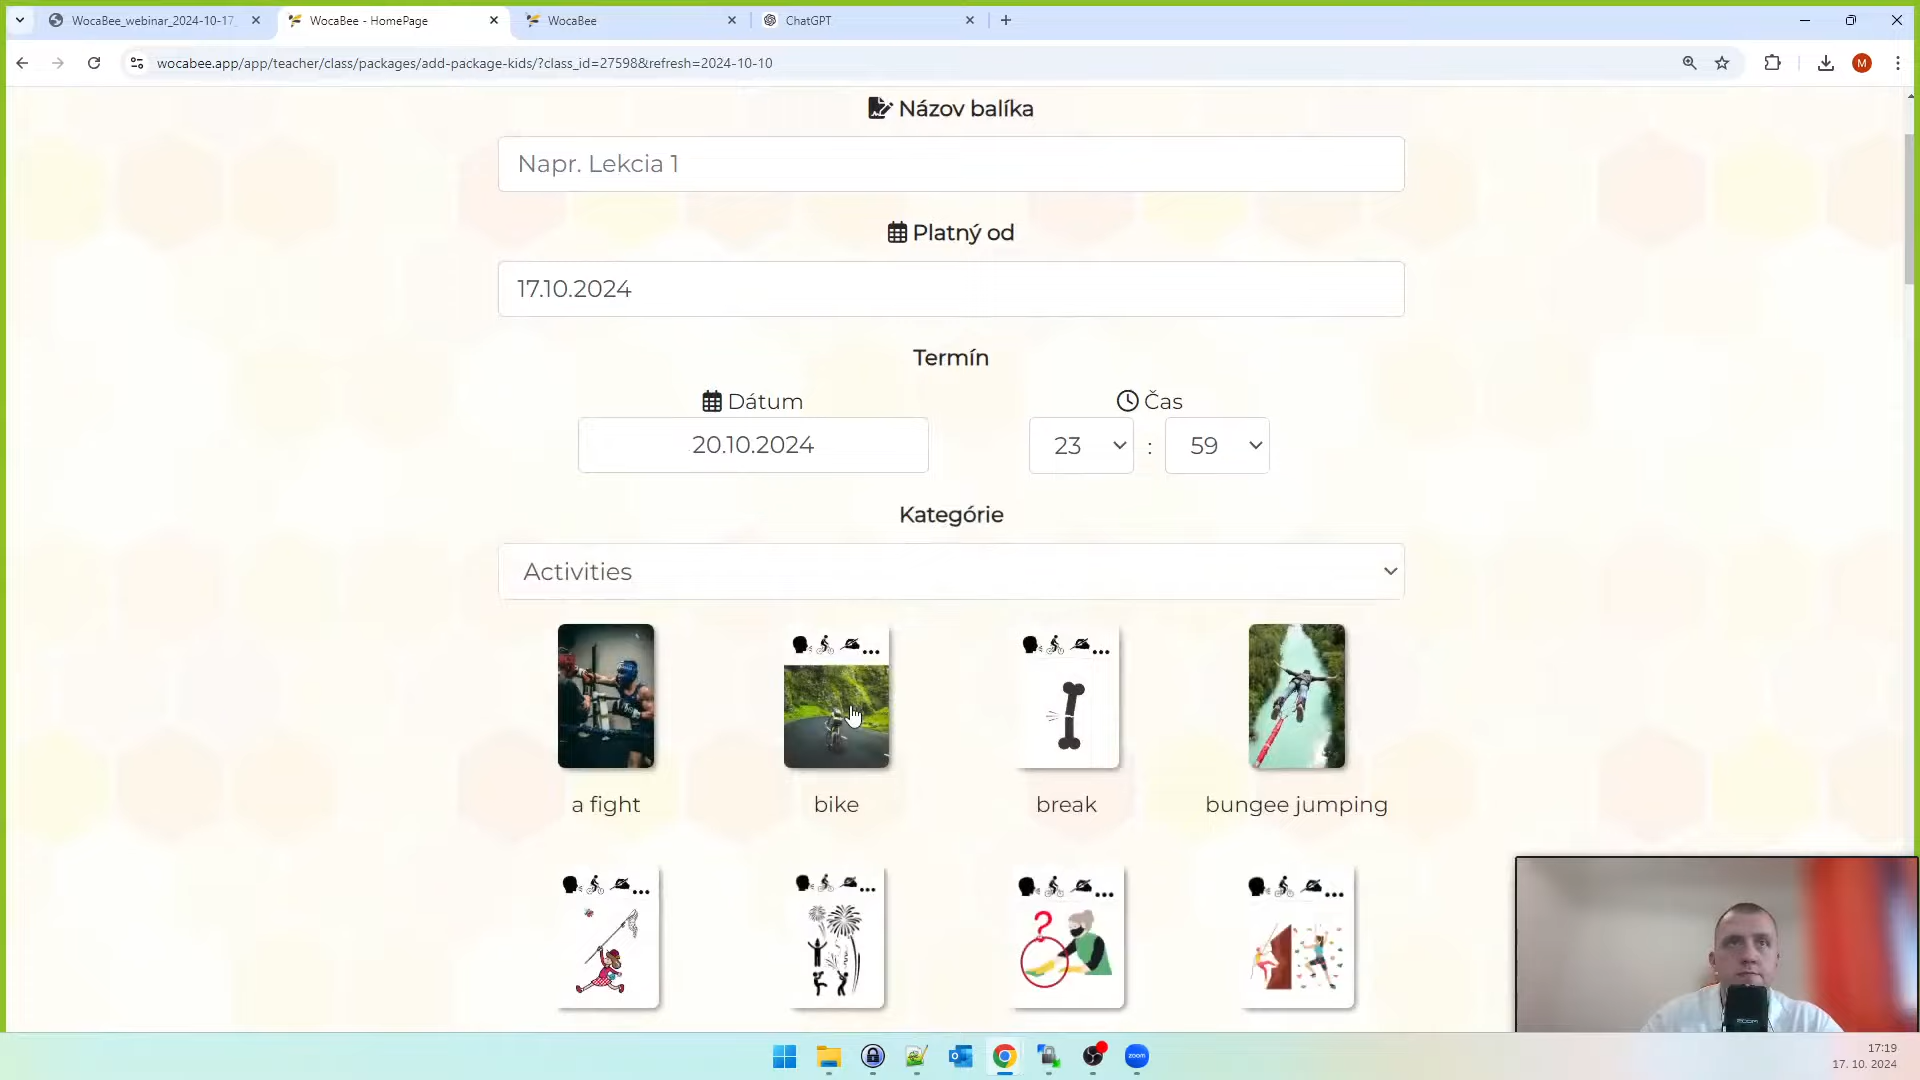 WocaBee_webinar_2024-10-17
WocaBee - HomePage
WocaBee
ChatGPT
wocabee.app/app/teacher/class/packages/add-package-kids/?class_id=27598&refresh=2024-10-10
M
Názov balíka
Napr. Lekcia 1
Platný od
17.10.2024
Termín
Dátum
Čas
20.10.2024
23 : 59
Kategórie
Activities
a fight
bike
break
bungee jumping
zoom
17:19
17. 10. 2024